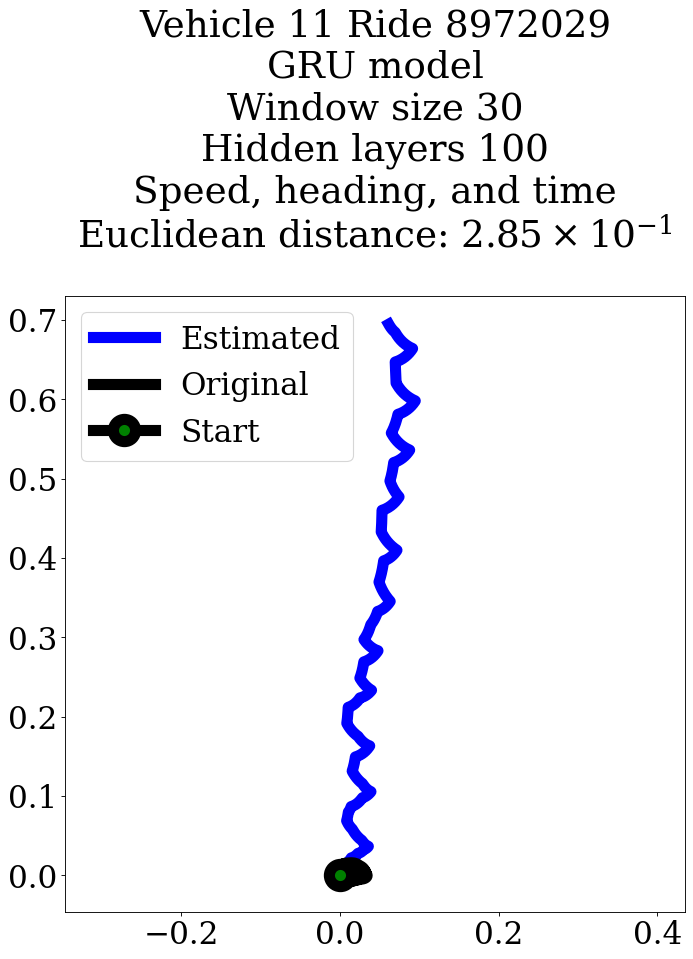 Vehicle 11 Ride 8972029
GRU model
Window size 30
Hidden layers 100
Speed, heading, and time
Euclidean distance: 2.85 × 10⁻¹
Estimated
Original
Start
0.7
0.6
0.5
0.4
0.3
0.2
0.1
0.0
−0.2 0.0 0.2 0.4